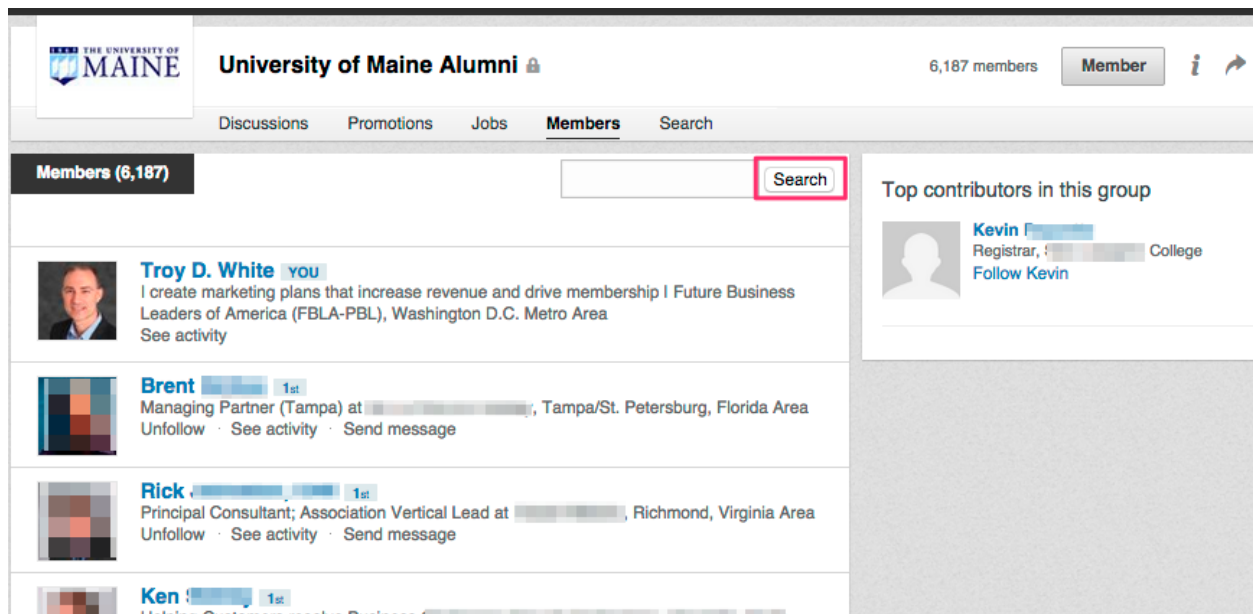 THE UNIVERSITY OF
MAINE
University of Maine Alumni
6,187 members
Member
i
Discussions Promotions Jobs Members Search
Members (6,187)
Search
Top contributors in this group
Kevin
Registrar, College
Follow Kevin
Troy D. White YOU
I create marketing plans that increase revenue and drive membership | Future Business
Leaders of America (FBLA-PBL), Washington D.C. Metro Area
See activity
Brent 1st
Managing Partner (Tampa) at , Tampa/St. Petersburg, Florida Area
Unfollow · See activity · Send message
Rick 1st
Principal Consultant; Association Vertical Lead at , Richmond, Virginia Area
Unfollow · See activity · Send message
Ken 1st